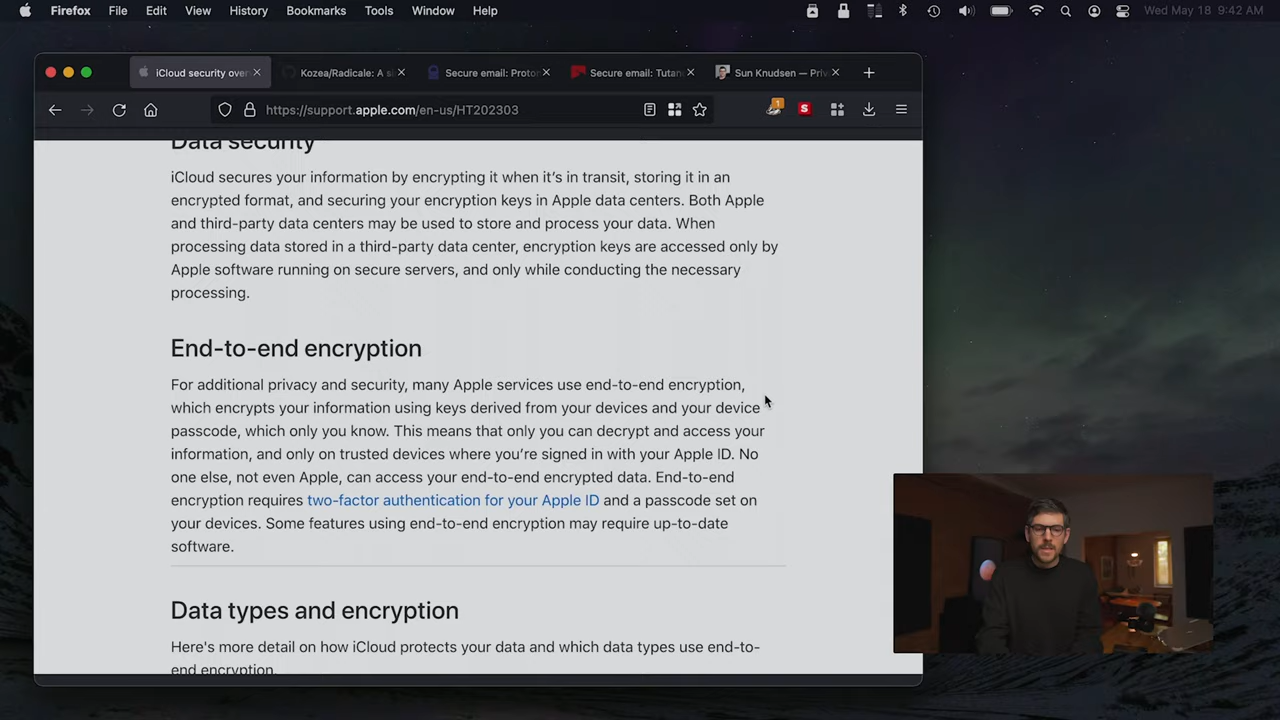 Firefox File Edit View History Bookmarks Tools Window Help Wed May 18 9:42 AM
iCloud security over Kozea/Radicale: A si Secure email: Proton Secure email: Tutan Sun Knudsen — Priv
https://support.apple.com/en-us/HT202303 1 S
Data security
iCloud secures your information by encrypting it when it’s in transit, storing it in an
encrypted format, and securing your encryption keys in Apple data centers. Both Apple
and third-party data centers may be used to store and process your data. When
processing data stored in a third-party data center, encryption keys are accessed only by
Apple software running on secure servers, and only while conducting the necessary
processing.
End-to-end encryption
For additional privacy and security, many Apple services use end-to-end encryption,
which encrypts your information using keys derived from your devices and your device
passcode, which only you know. This means that only you can decrypt and access your
information, and only on trusted devices where you’re signed in with your Apple ID. No
one else, not even Apple, can access your end-to-end encrypted data. End-to-end
encryption requires two-factor authentication for your Apple ID and a passcode set on
your devices. Some features using end-to-end encryption may require up-to-date
software.
Data types and encryption
Here's more detail on how iCloud protects your data and which data types use end-to-
end encryption.